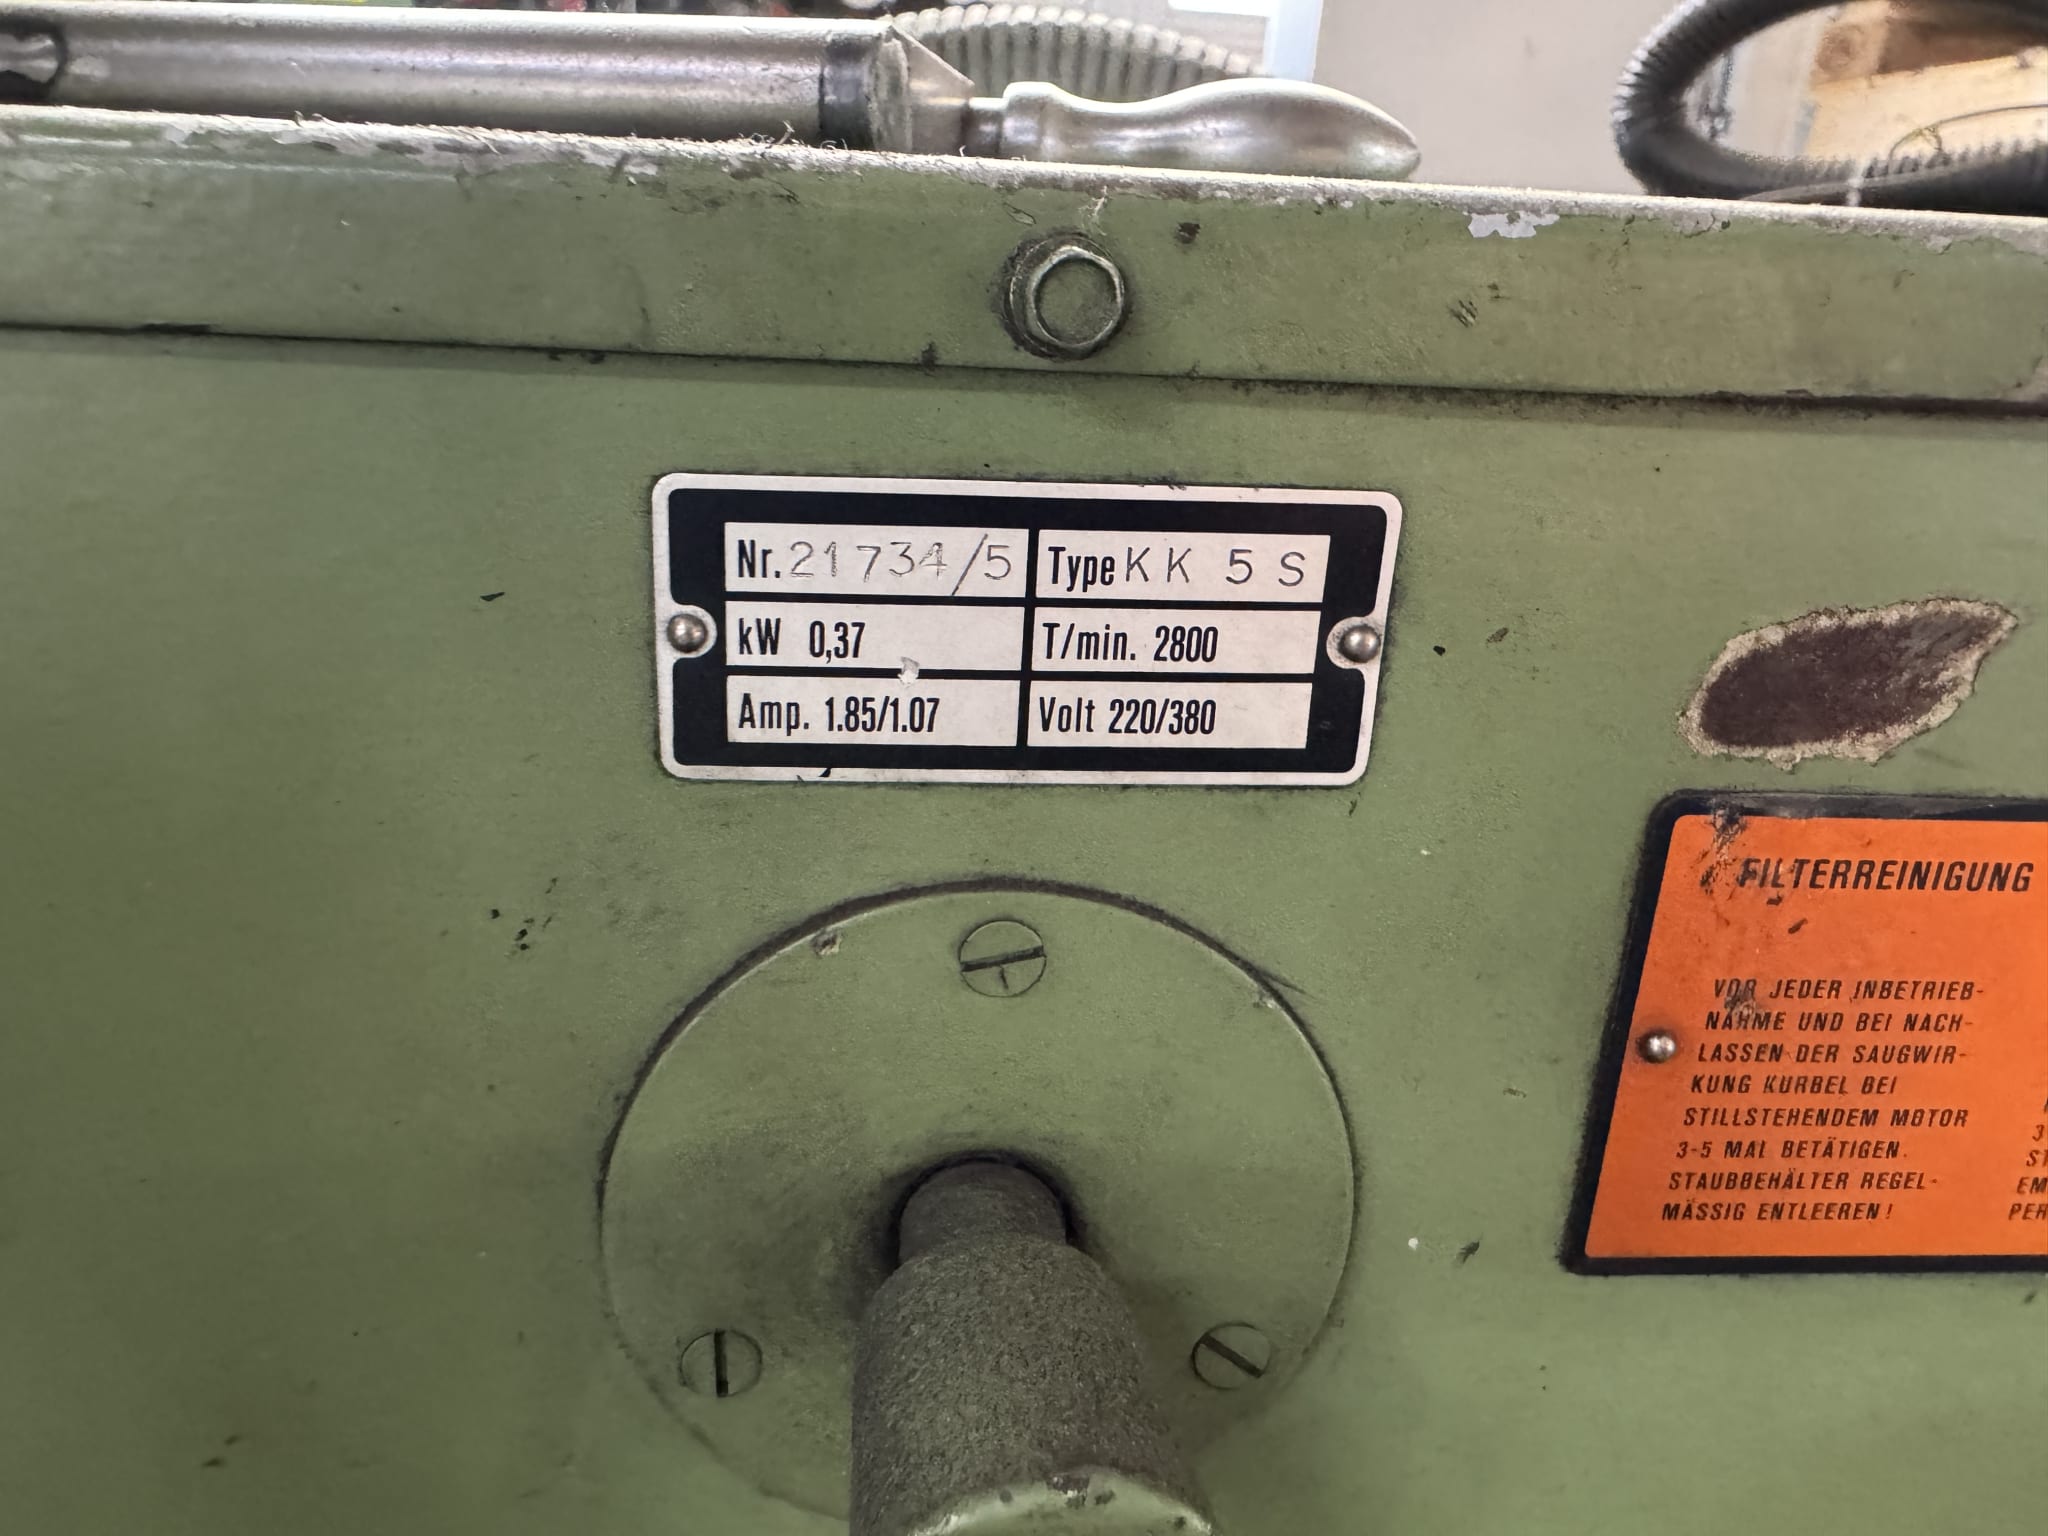 Nr. 21734/5 Type KK 5 S
kW 0,37 T/min. 2800
Amp. 1.85/1.07 Volt 220/380
FILTERREINIGUNG
VOR JEDER INBETRIEB-
NAHME UND BEI NACH-
LASSEN DER SAUGWIR-
KUNG KURBEL BEI
STILLSTEHENDEM MOTOR
3-5 MAL BETÄTIGEN.
STAUBBEHÄLTER REGEL-
MÄSSIG ENTLEEREN!